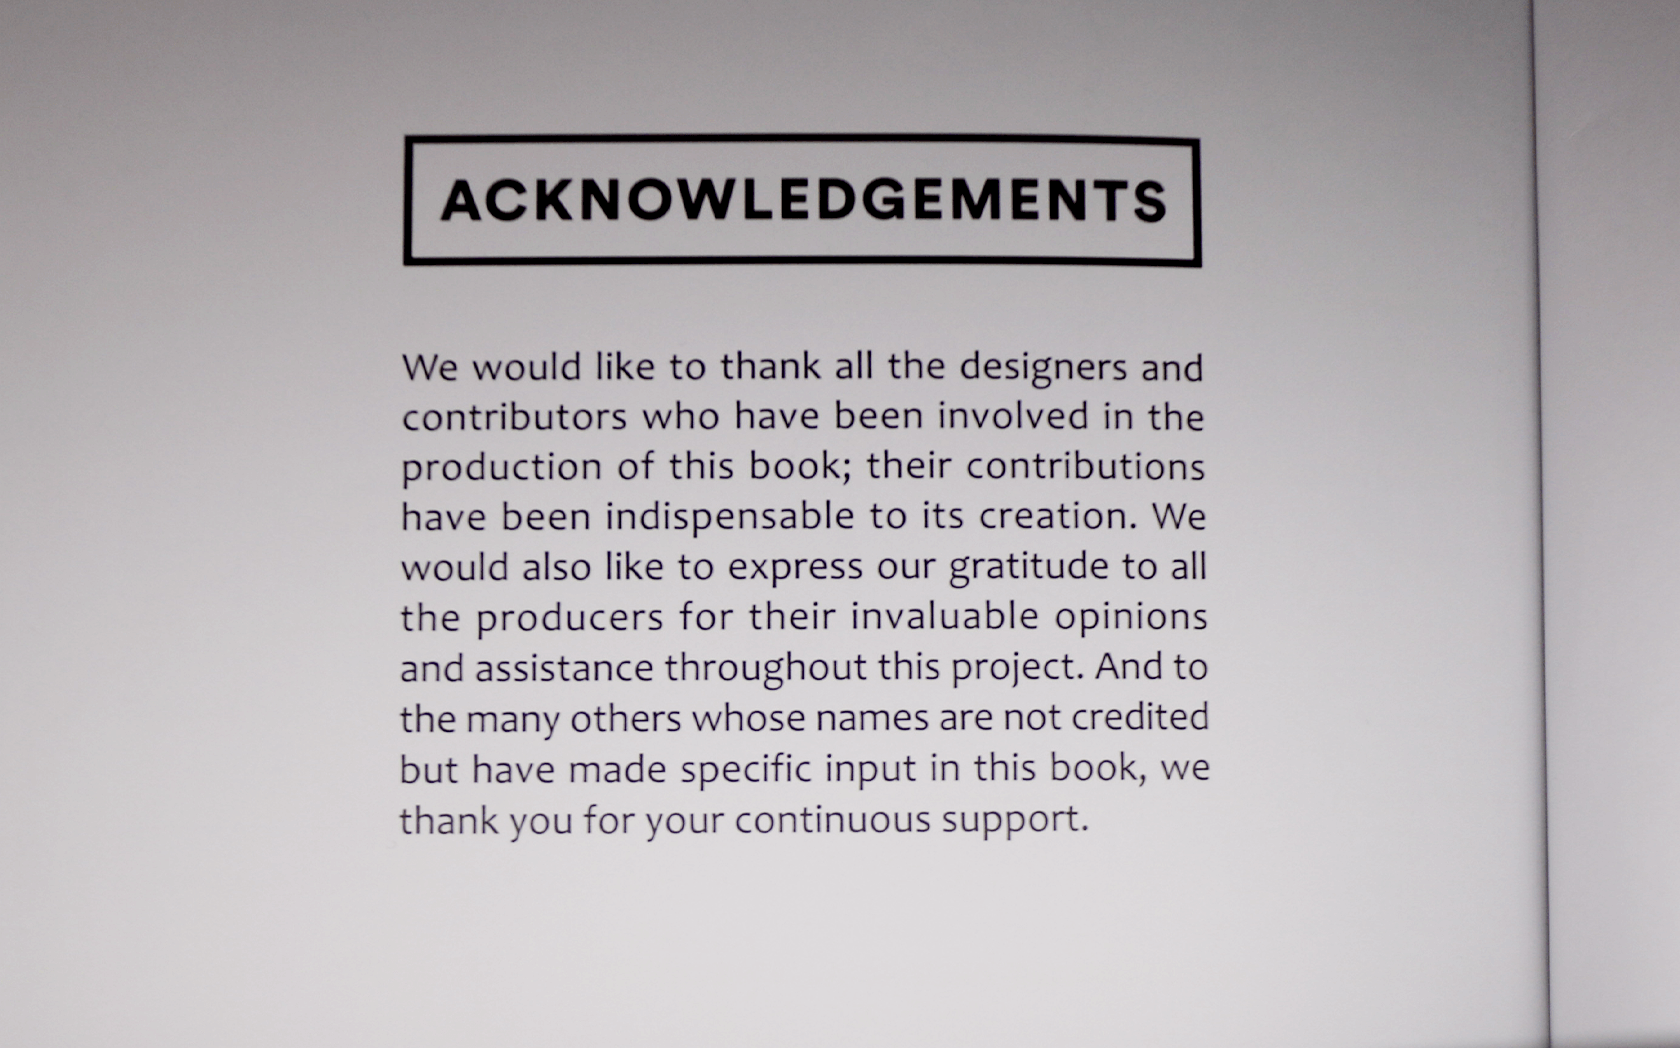 ACKNOWLEDGEMENTS
We would like to thank all the designers and
contributors who have been involved in the
production of this book; their contributions
have been indispensable to its creation. We
would also like to express our gratitude to all
the producers for their invaluable opinions
and assistance throughout this project. And to
the many others whose names are not credited
but have made specific input in this book, we
thank you for your continuous support.